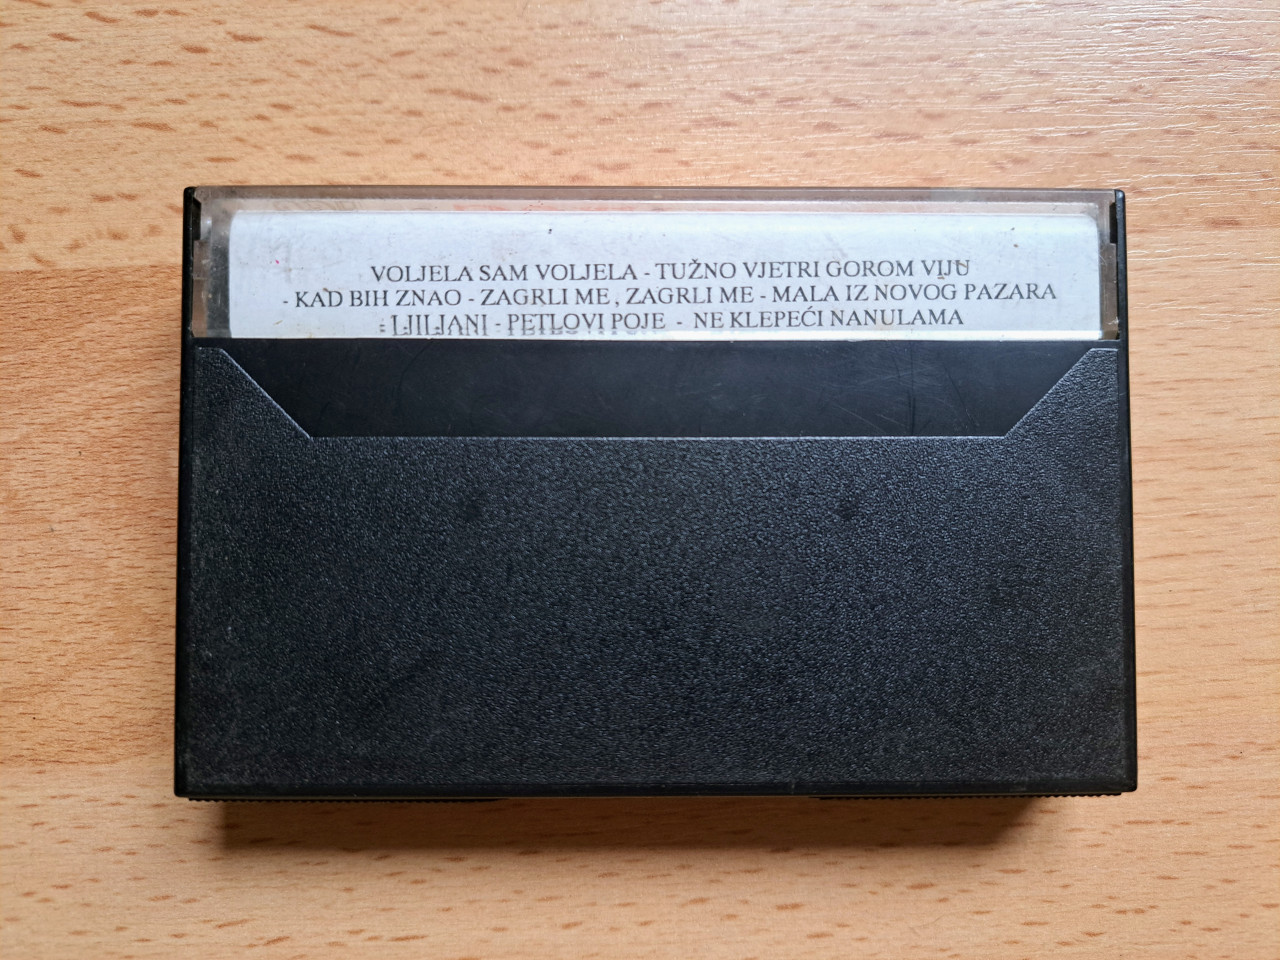 VOLJELA SAM VOLJELA - TUŽNO VJETRI GOROM VIJU
- KAD BIH ZNAO - ZAGRLI ME , ZAGRLI ME - MALA IZ NOVOG PAZARA
- LJILJANI - PETLOVI POJE - NE KLEPEĆI NANULAMA